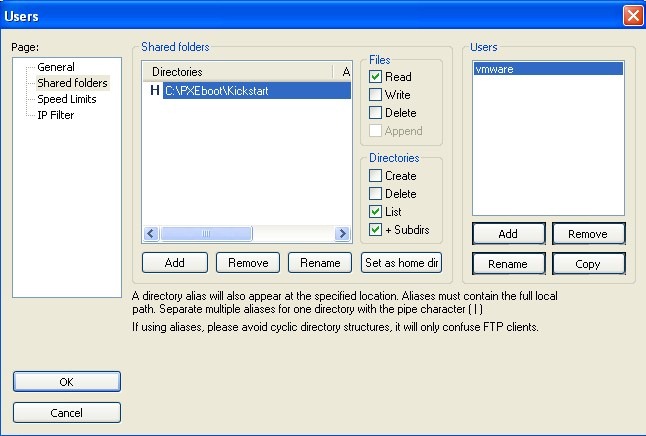 Users
Page:
General
Shared folders
Speed Limits
IP Filter
OK
Cancel
Shared folders
Directories A
H C:\PXEboot\Kickstart
Add Remove Rename Set as home dir
Files
Read
Write
Delete
Append
Directories
Create
Delete
List
+ Subdirs
Users
vmware
Add Remove
Rename Copy
A directory alias will also appear at the specified location. Aliases must contain the full local
path. Separate multiple aliases for one directory with the pipe character ( | )
If using aliases, please avoid cyclic directory structures, it will only confuse FTP clients.